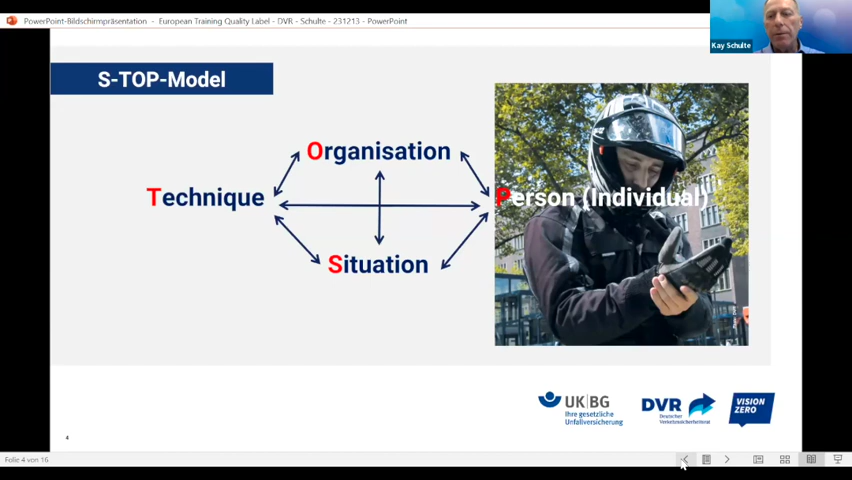 PowerPoint-Bildschirmpräsentation - European Training Quality Label - DVR - Schulte - 231213 - PowerPoint
Kay Schulte
S-TOP-Model
Organisation
Technique
Person (Individual)
Situation
UK|BG
Ihre gesetzliche
Unfallversicherung
DVR
Deutscher
Verkehrssicherheitsrat
VISION
ZERO
4
Folie 4 von 16